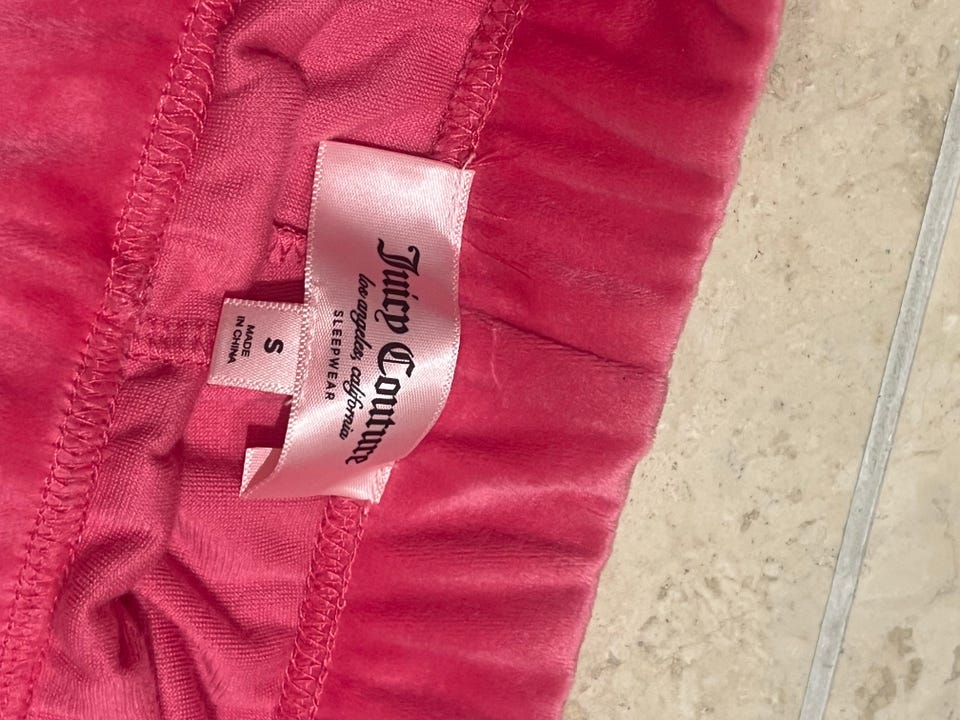 Juicy Couture
los angeles, california
SLEEPWEAR
S
MADE
IN CHINA